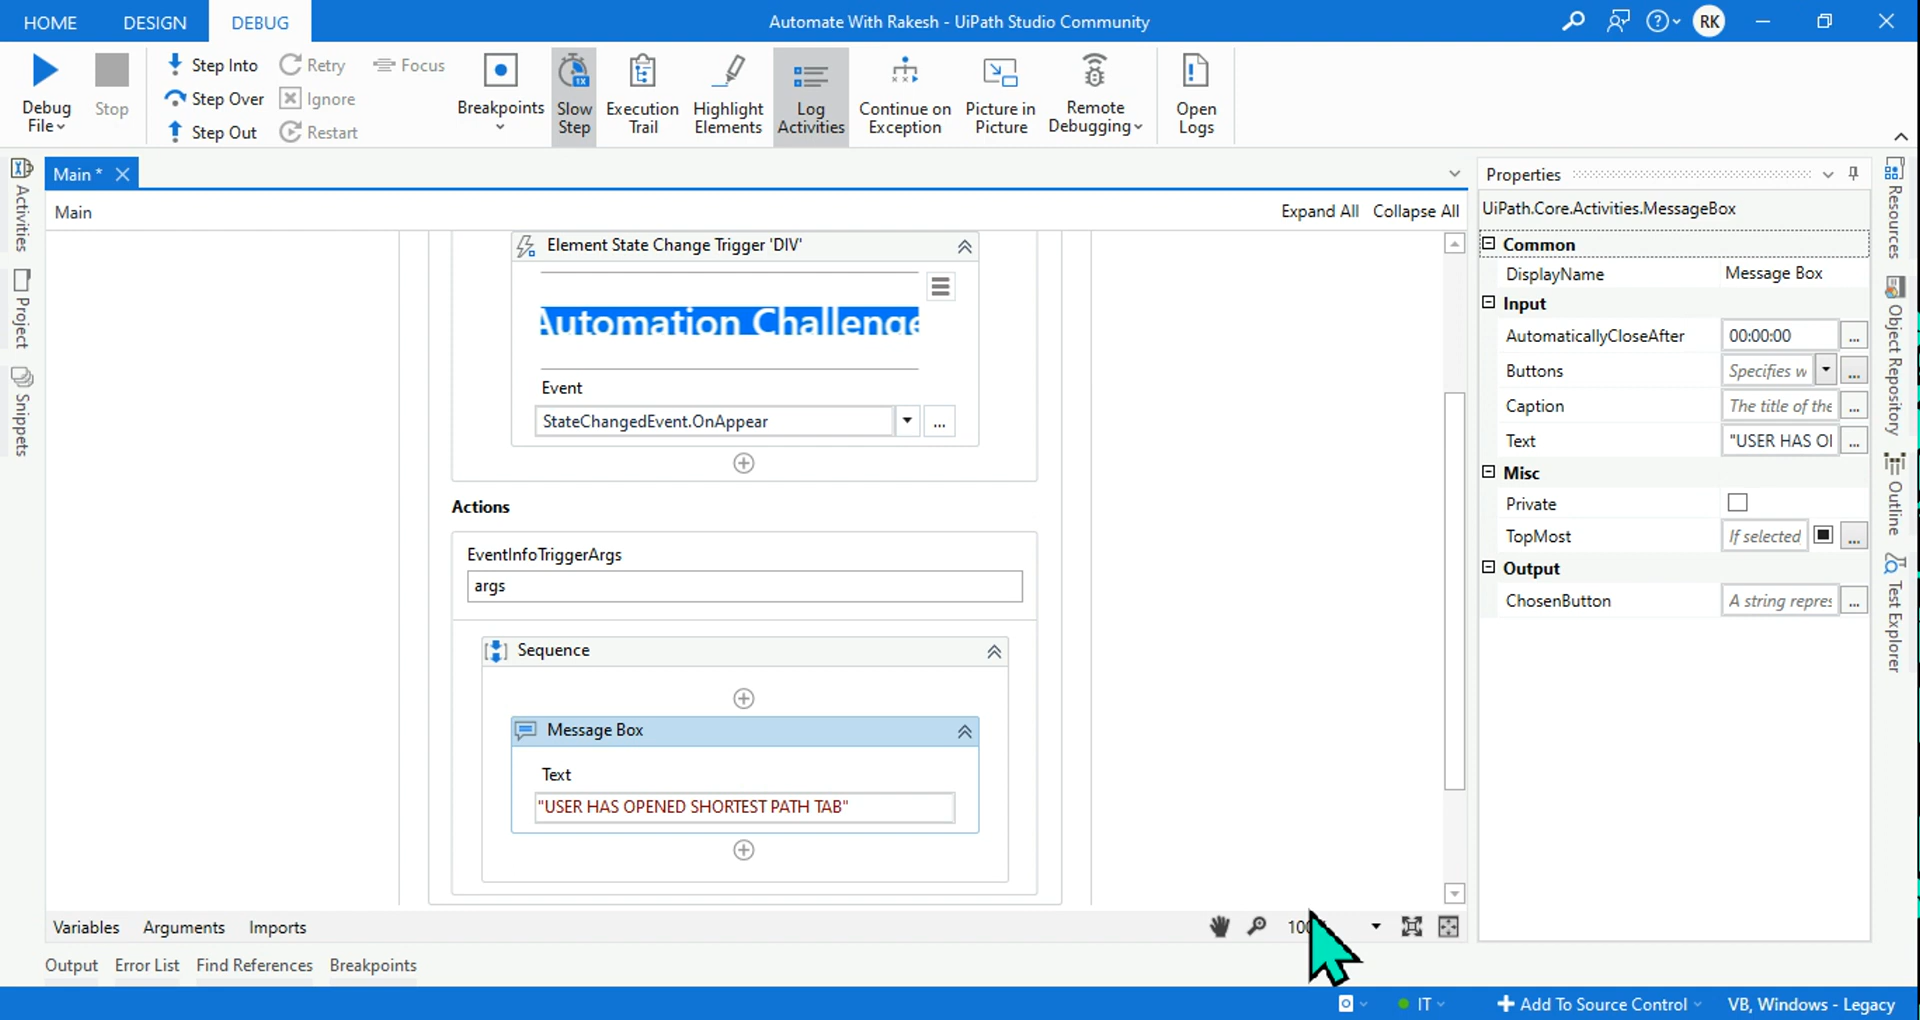 HOME DESIGN DEBUG Automate With Rakesh - UiPath Studio Community RK
Debug File Stop
Step Into Retry Focus
Step Over Ignore
Step Out Restart
Breakpoints
Slow Step
Execution Trail
Highlight Elements
Log Activities
Continue on Exception
Picture in Picture
Remote Debugging
Open Logs
Activities
Project
Snippets
Main *
Main Expand All Collapse All
Element State Change Trigger 'DIV'
Automation Challenge
Event
StateChangedEvent.OnAppear
...
Actions
EventInfoTriggerArgs
args
Sequence
Message Box
Text
"USER HAS OPENED SHORTEST PATH TAB"
Variables Arguments Imports
Output Error List Find References Breakpoints
Properties
UiPath.Core.Activities.MessageBox
Common
DisplayName Message Box
Input
AutomaticallyCloseAfter 00:00:00 ...
Buttons Specifies w ...
Caption The title of the ...
Text "USER HAS OI ...
Misc
Private
TopMost If selected ...
Output
ChosenButton A string repres ...
Resources
Object Repository
Outline
Test Explorer
IT Add To Source Control VB, Windows - Legacy